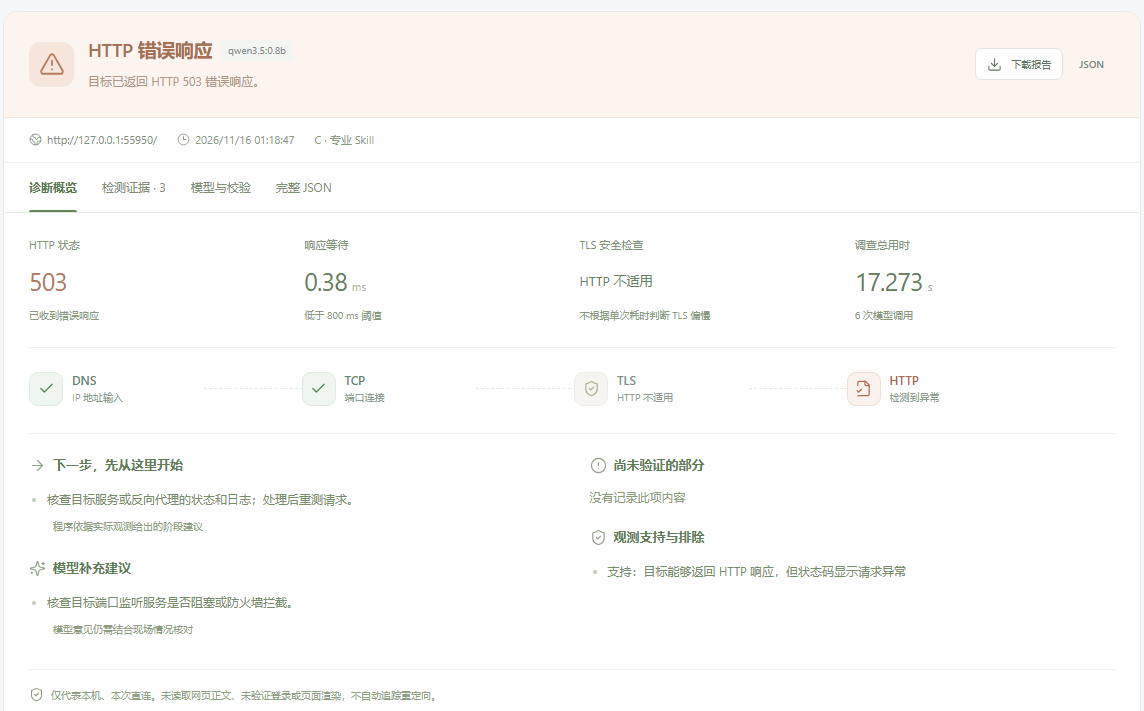 HTTP 错误响应 qwen3.5:0.8b
目标已返回 HTTP 503 错误响应。
下载报告 JSON
http://127.0.0.1:55950/ 2026/11/16 01:18:47 C · 专业 Skill
诊断概览 检测证据 · 3 模型与校验 完整 JSON
HTTP 状态
503
已收到错误响应
响应等待
0.38 ms
低于 800 ms 阈值
TLS 安全检查
HTTP 不适用
不根据单次耗时判断 TLS 偏慢
调查总用时
17.273 s
6 次模型调用
DNS
IP 地址输入
TCP
端口连接
TLS
HTTP 不适用
HTTP
检测到异常
下一步，先从这里开始
核查目标服务或反向代理的状态和日志；处理后重测请求。
程序依据实际观测给出的阶段建议
模型补充建议
核查目标端口监听服务是否阻塞或防火墙拦截。
模型意见仍需结合现场情况核对
尚未验证的部分
没有记录此项内容
观测支持与排除
支持：目标能够返回 HTTP 响应，但状态码显示请求异常
仅代表本机、本次直连。未读取网页正文、未验证登录或页面渲染，不自动追踪重定向。